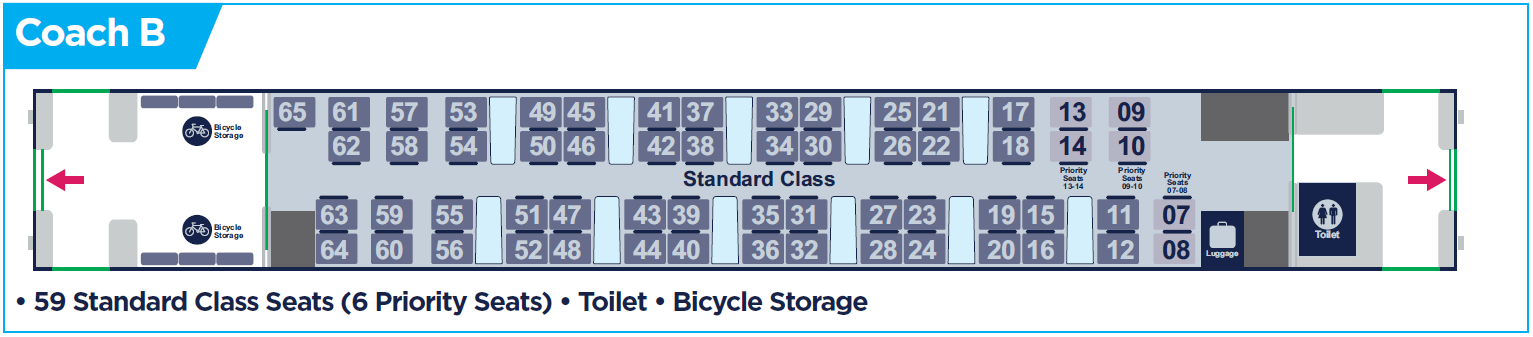 Coach B
Bicycle
Storage
65 61 57 53 49 45 41 37 33 29 25 21 17 13 09
62 58 54 50 46 42 38 34 30 26 22 18 14 10
Priority
Seats
13-14
Priority
Seats
09-10
Priority
Seats
07-08
Standard Class
63 59 55 51 47 43 39 35 31 27 23 19 15 11 07
64 60 56 52 48 44 40 36 32 28 24 20 16 12 08
Bicycle
Storage
Luggage
Toilet
• 59 Standard Class Seats (6 Priority Seats) • Toilet • Bicycle Storage